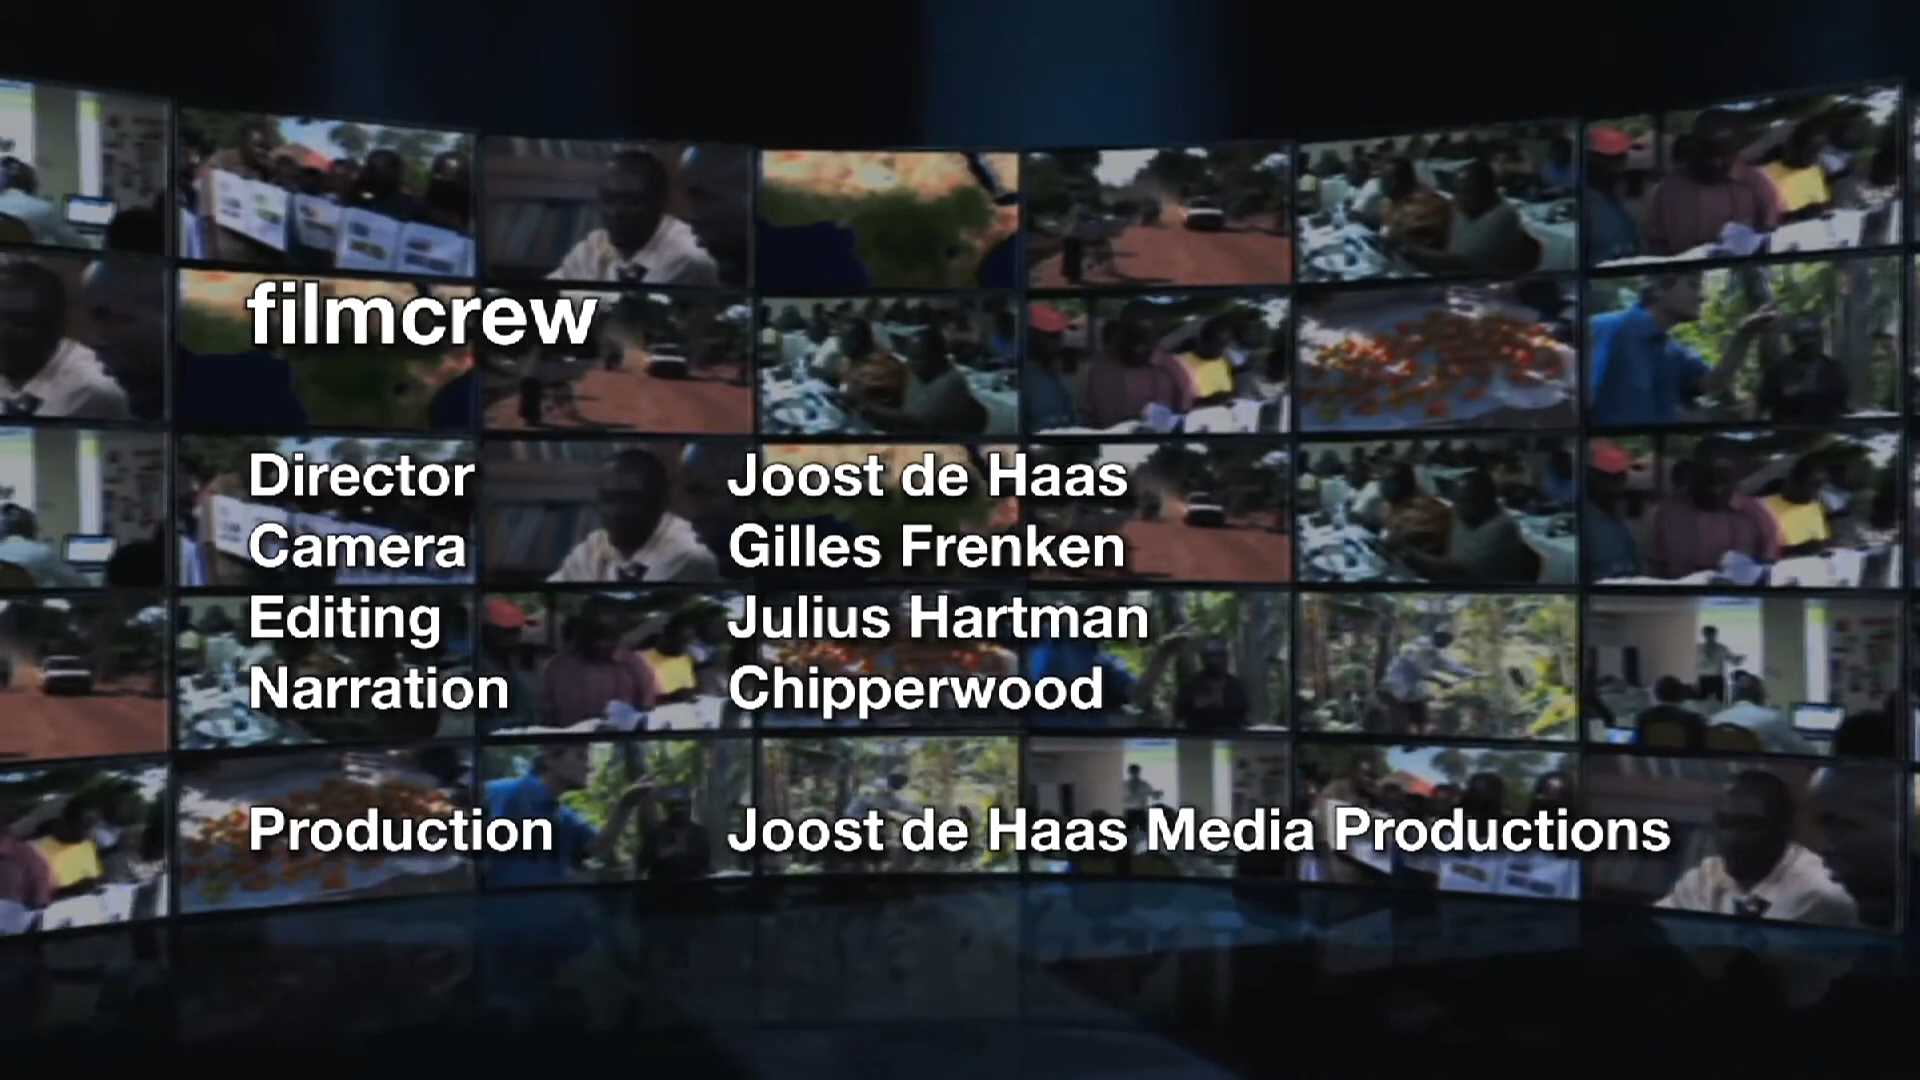 filmcrew
Director Joost de Haas
Camera Gilles Frenken
Editing Julius Hartman
Narration Chipperwood
Production Joost de Haas Media Productions